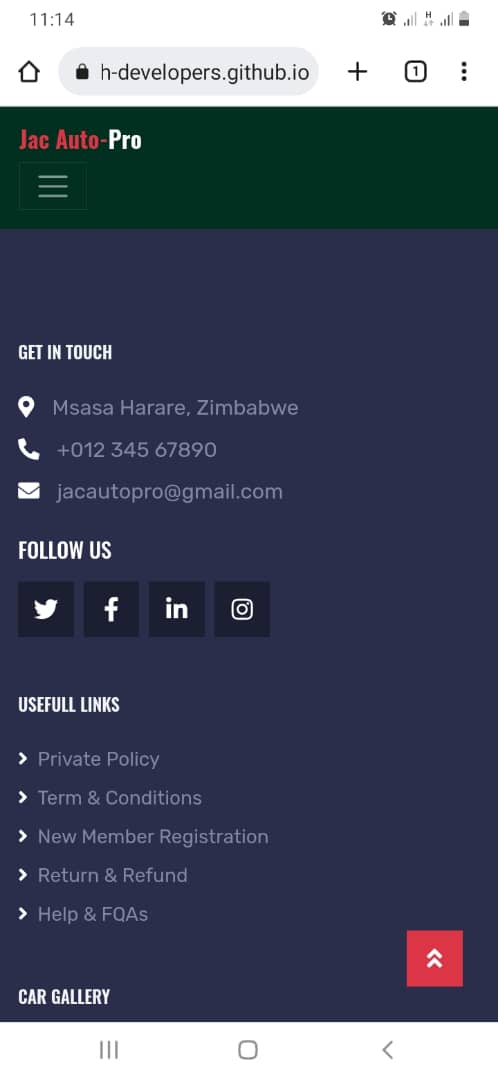 11:14
H
h-developers.github.io
1
Jac Auto-Pro
GET IN TOUCH
Msasa Harare, Zimbabwe
+012 345 67890
jacautopro@gmail.com
FOLLOW US
USEFULL LINKS
Private Policy
Term & Conditions
New Member Registration
Return & Refund
Help & FQAs
CAR GALLERY